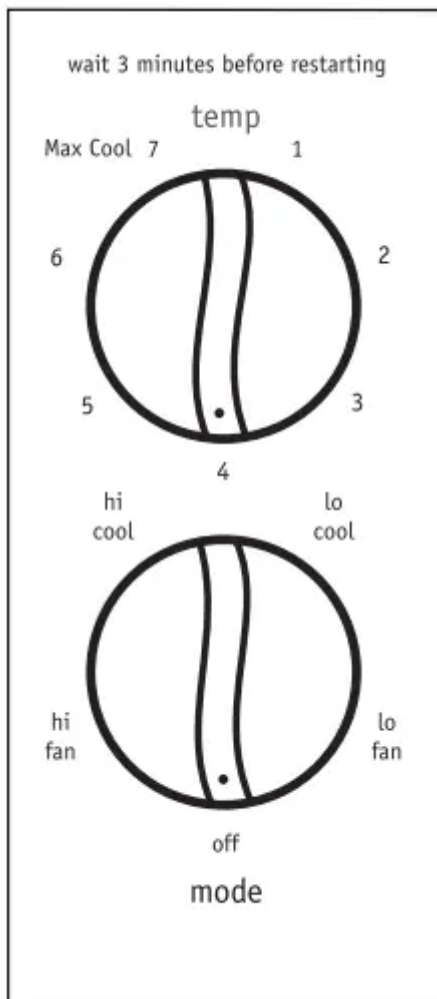 wait 3 minutes before restarting
temp
Max Cool 7
1
6
2
5
3
4
hi
cool
lo
cool
hi
fan
lo
fan
off
mode